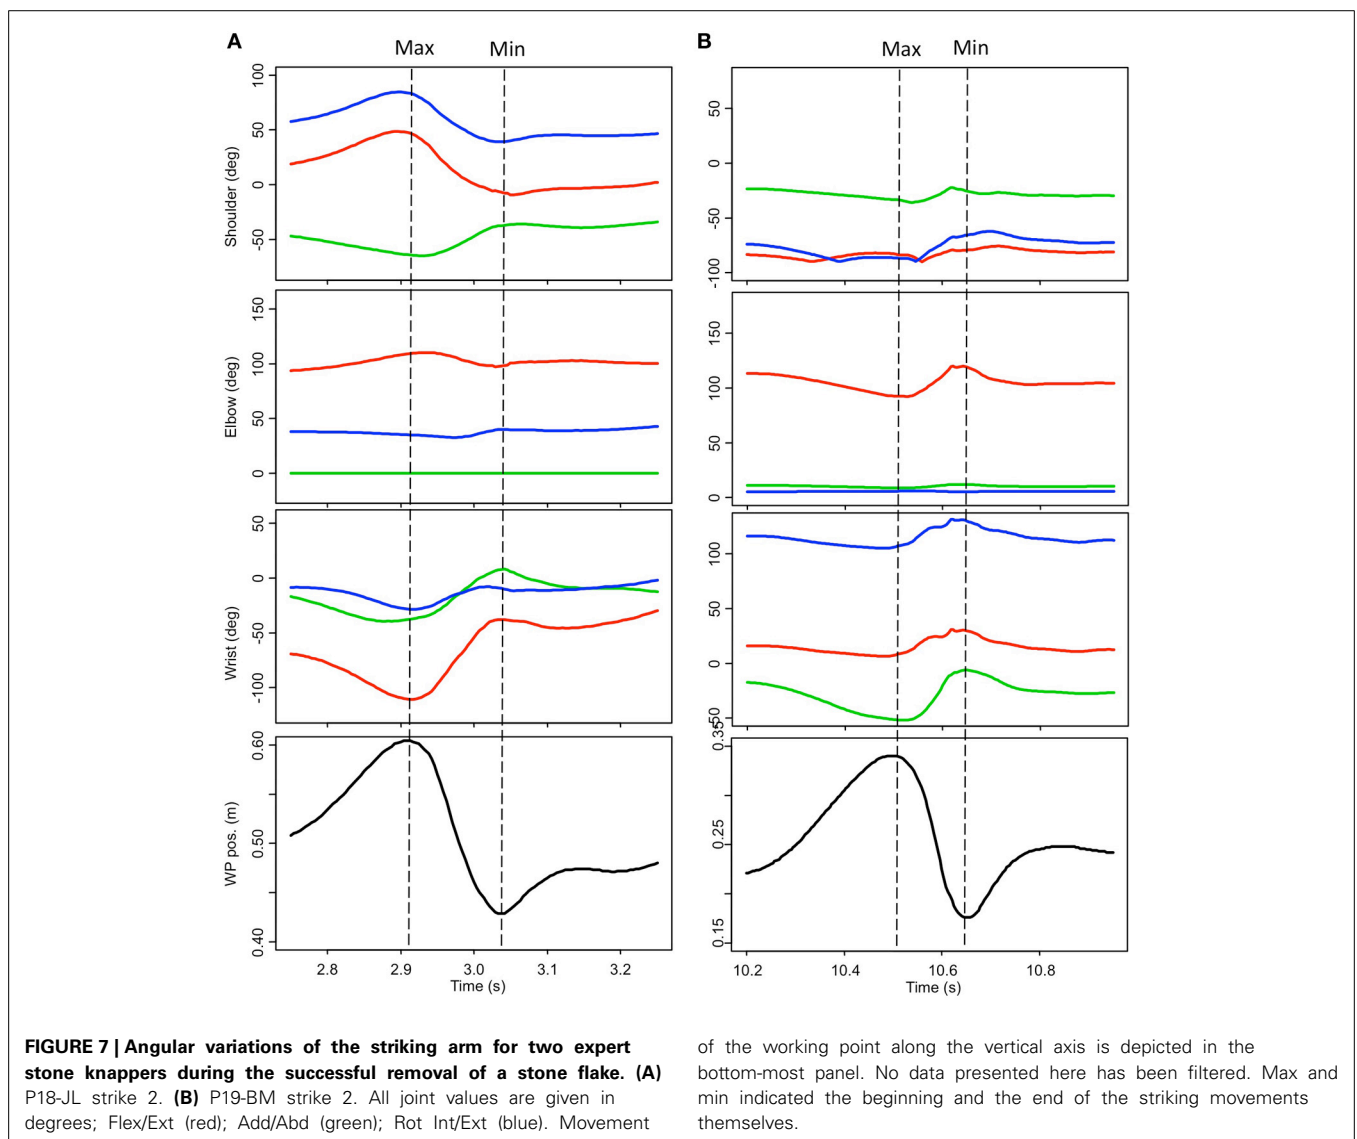 A
Max
Min
Shoulder (deg)
100
50
0
-50
Elbow (deg)
150
100
50
0
Wrist (deg)
50
0
-50
-100
WP pos. (m)
0.60
0.50
0.40
2.8
2.9
3.0
3.1
3.2
Time (s)
B
Max
Min
50
0
-50
-100
150
100
50
0
100
50
0
-50
0.35
0.25
0.15
10.2
10.4
10.6
10.8
Time (s)
FIGURE 7 | Angular variations of the striking arm for two expert
stone knappers during the successful removal of a stone flake. (A)
P18-JL strike 2. (B) P19-BM strike 2. All joint values are given in
degrees; Flex/Ext (red); Add/Abd (green); Rot Int/Ext (blue). Movement
of the working point along the vertical axis is depicted in the
bottom-most panel. No data presented here has been filtered. Max and
min indicated the beginning and the end of the striking movements
themselves.